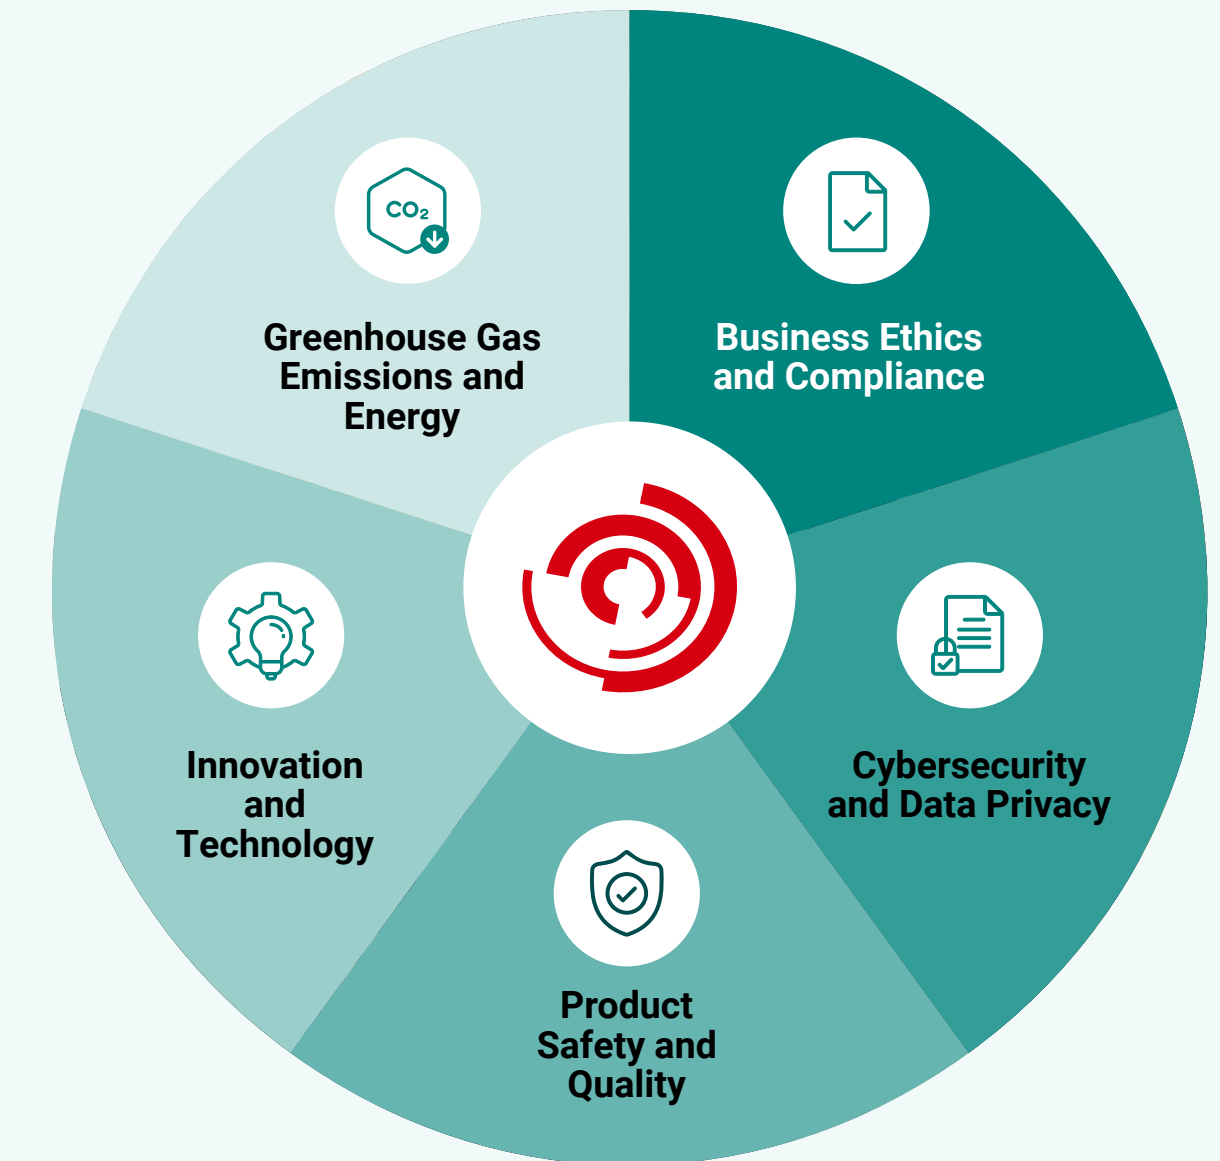 CO₂
Greenhouse Gas
Emissions and
Energy
Business Ethics
and Compliance
Innovation
and
Technology
Cybersecurity
and Data Privacy
Product
Safety and
Quality